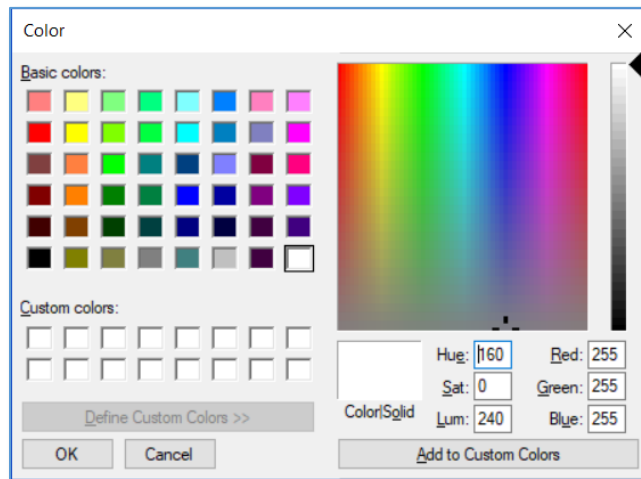 Color
Basic colors:
Custom colors:
Define Custom Colors >>
OK Cancel
Color|Solid
Hue: 160 Red: 255
Sat: 0 Green: 255
Lum: 240 Blue: 255
Add to Custom Colors